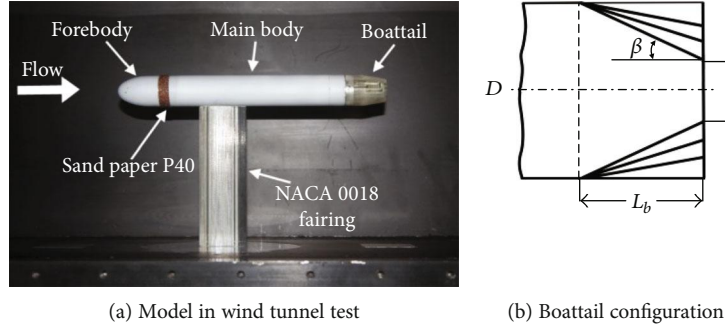 Forebody
Main body
Boattail
Flow
Sand paper P40
NACA 0018
fairing
(a) Model in wind tunnel test
β
D
L_b
(b) Boattail configuration